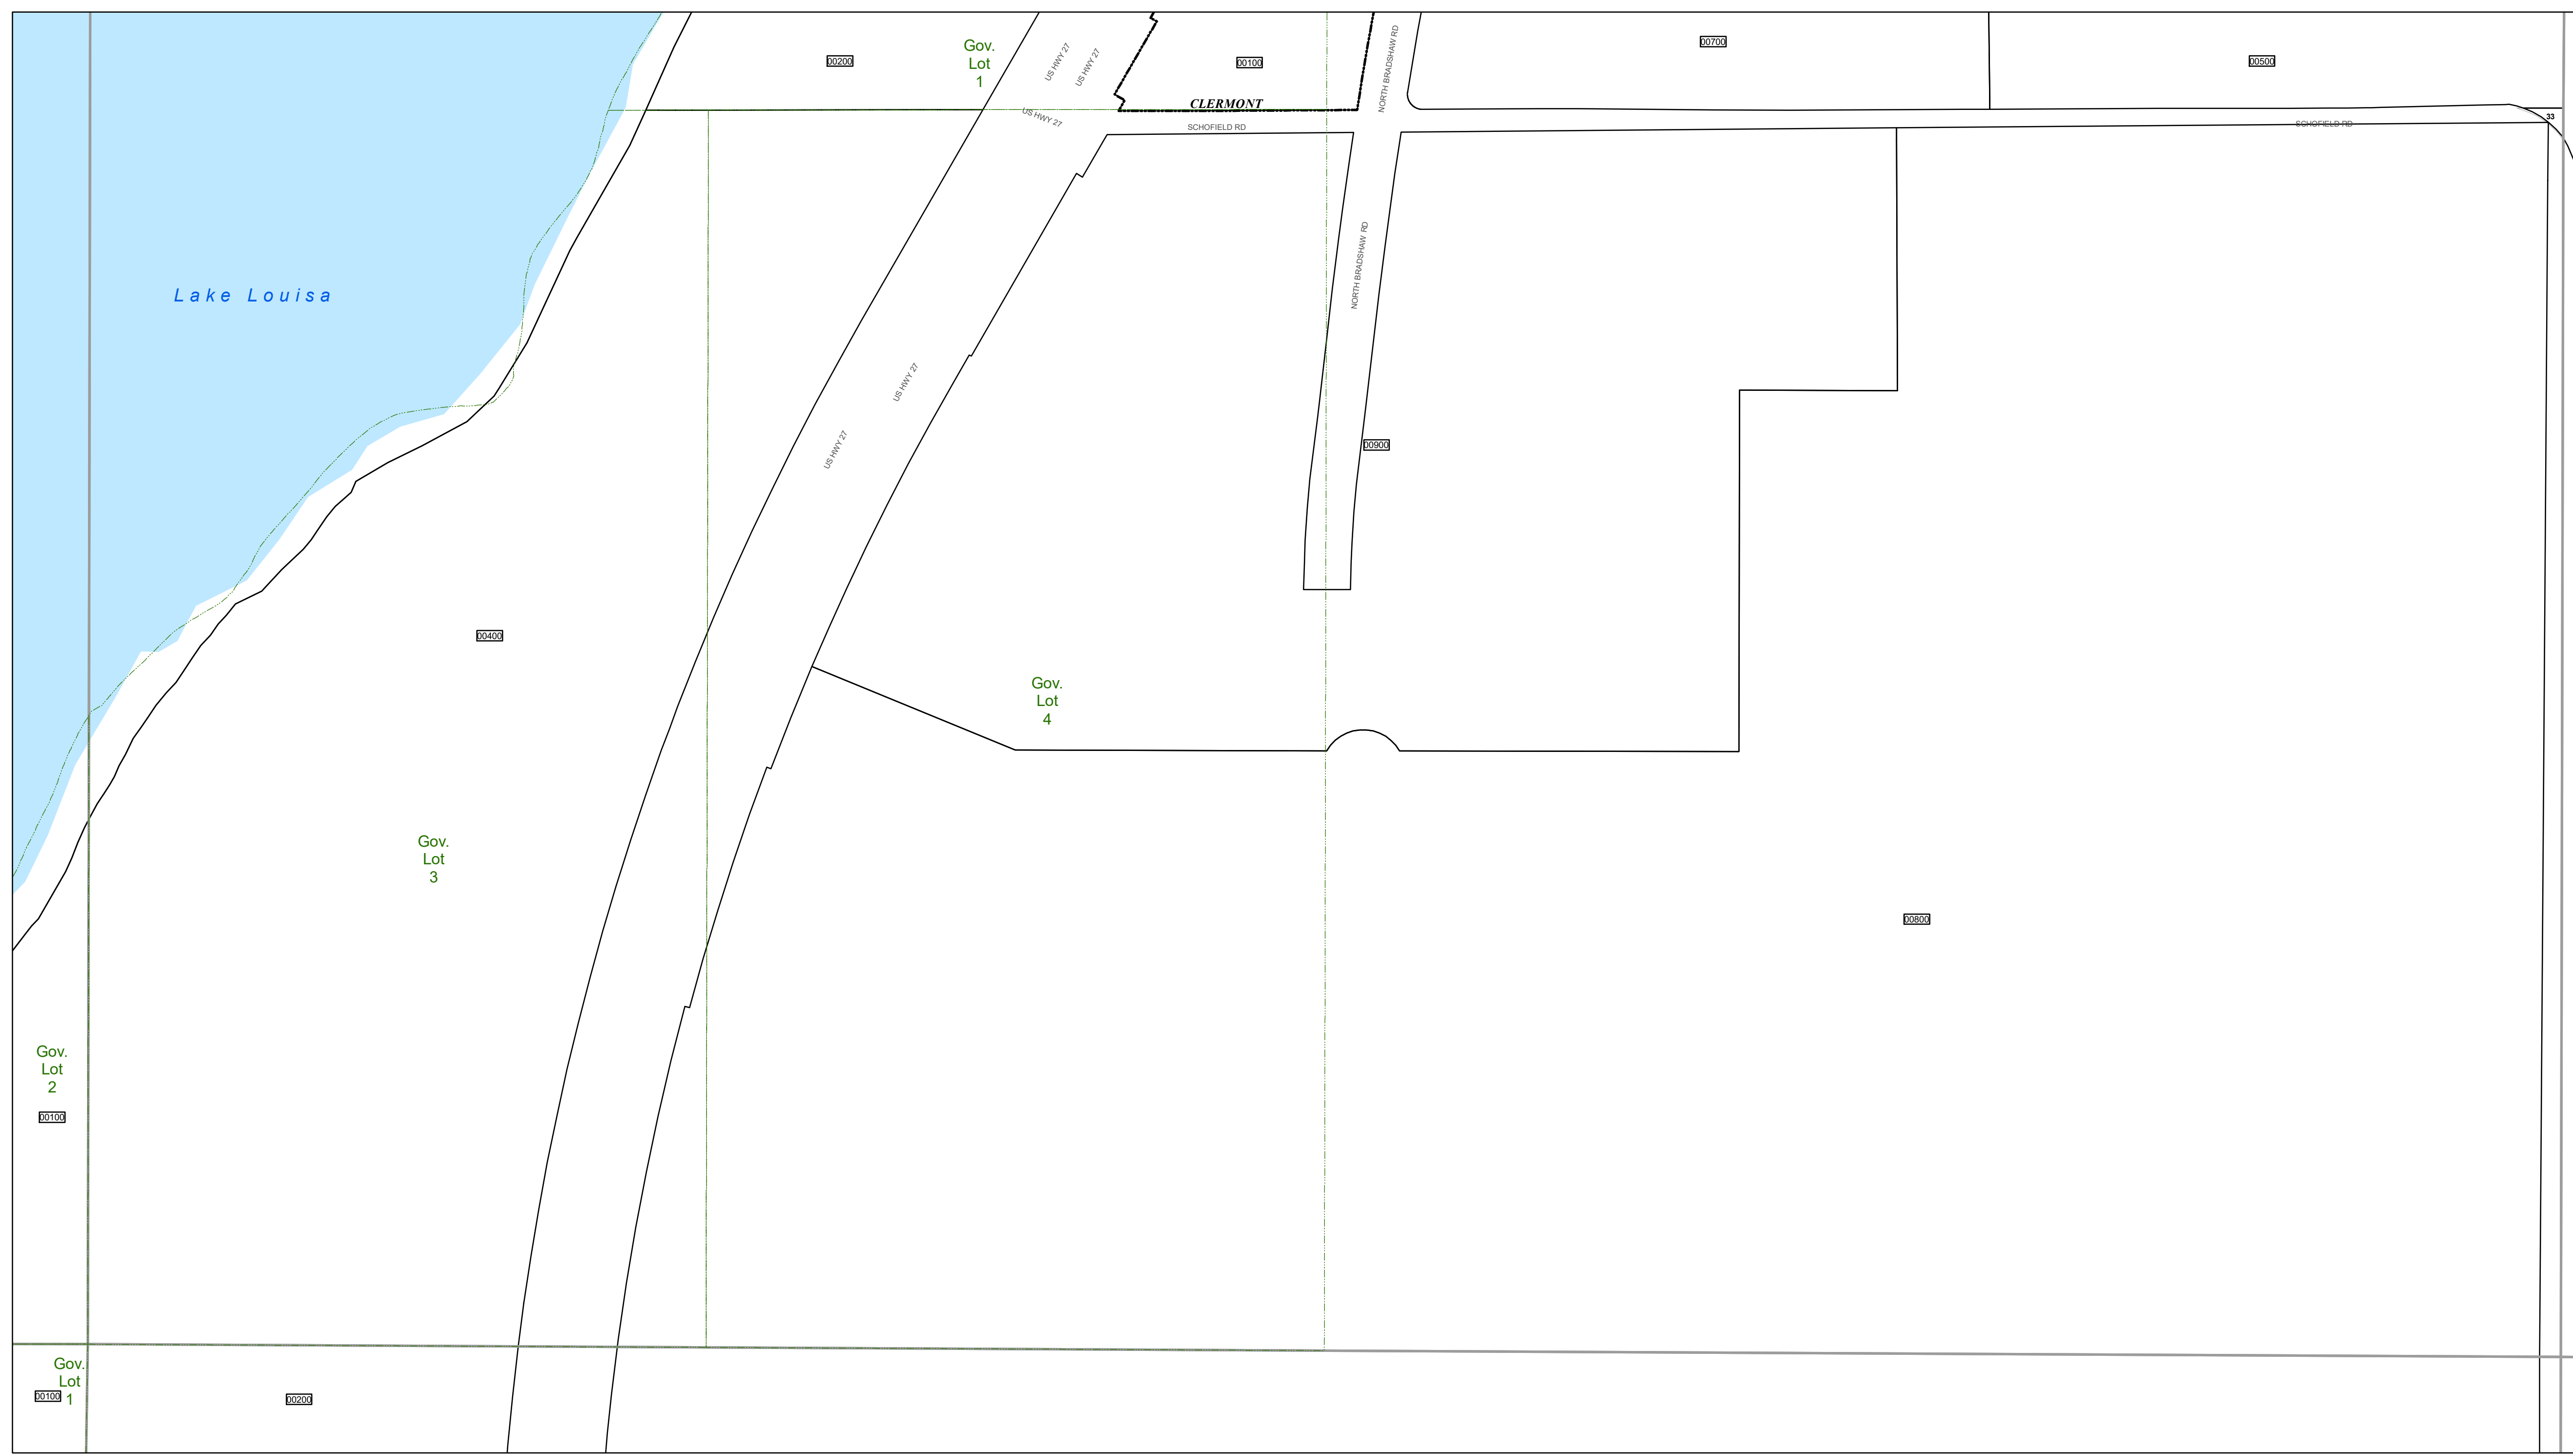 Gov.
Lot
1
00200
US HWY 27
US HWY 27
00100
NORTH BRADSHAW RD
00700
00500
CLERMONT
US HWY 27
SCHOFIELD RD
SCHOFIELD RD
33
Lake Louisa
NORTH BRADSHAW RD
US HWY 27
US HWY 27
00900
00400
Gov.
Lot
4
Gov.
Lot
3
00800
Gov.
Lot
2
00100
Gov.
Lot
1
00100
00200